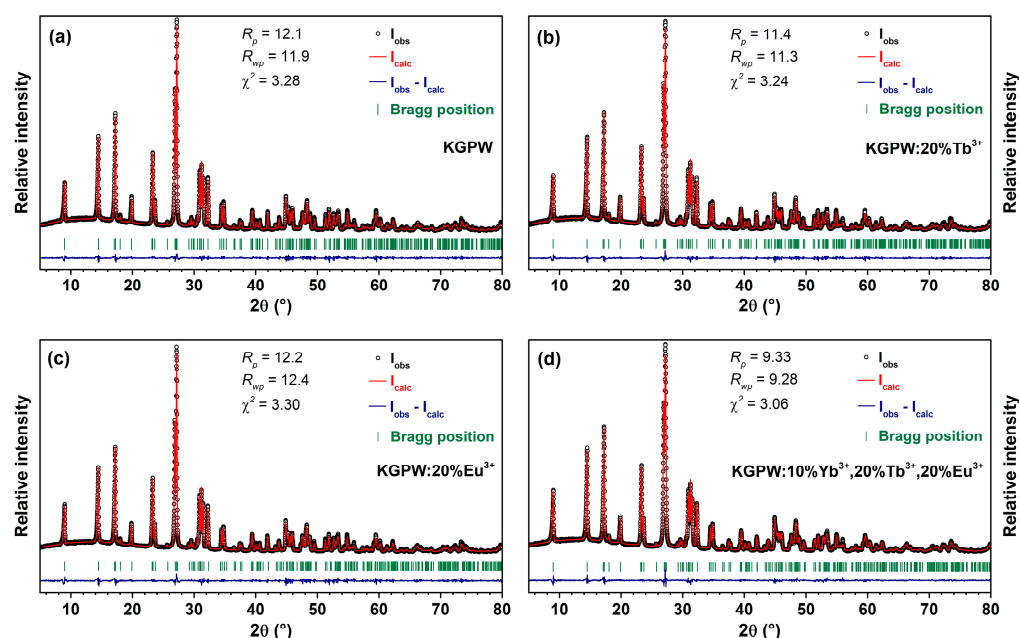 (a)
R_p = 12.1
R_wp = 11.9
χ² = 3.28
I_obs
I_calc
I_obs - I_calc
Bragg position
KGPW
Relative intensity
10 20 30 40 50 60 70 80
2θ (°)
(b)
R_p = 11.4
R_wp = 11.3
χ² = 3.24
I_obs
I_calc
I_obs - I_calc
Bragg position
KGPW:20%Tb³⁺
Relative intensity
10 20 30 40 50 60 70 80
2θ (°)
(c)
R_p = 12.2
R_wp = 12.4
χ² = 3.30
I_obs
I_calc
I_obs - I_calc
Bragg position
KGPW:20%Eu³⁺
Relative intensity
10 20 30 40 50 60 70 80
2θ (°)
(d)
R_p = 9.33
R_wp = 9.28
χ² = 3.06
I_obs
I_calc
I_obs - I_calc
Bragg position
KGPW:10%Yb³⁺,20%Tb³⁺,20%Eu³⁺
Relative intensity
10 20 30 40 50 60 70 80
2θ (°)